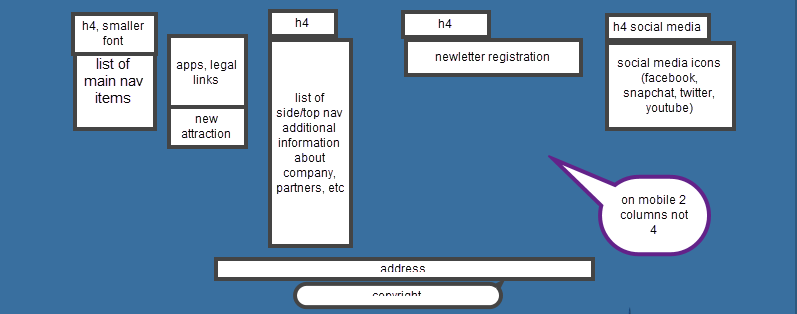 h4, smaller
font
list of
main nav
items
apps, legal
links
new
attraction
h4
list of
side/top nav
additional
information
about
company,
partners, etc
h4
newletter registration
h4 social media
social media icons
(facebook,
snapchat, twitter,
youtube)
on mobile 2
columns not
4
address
copyright